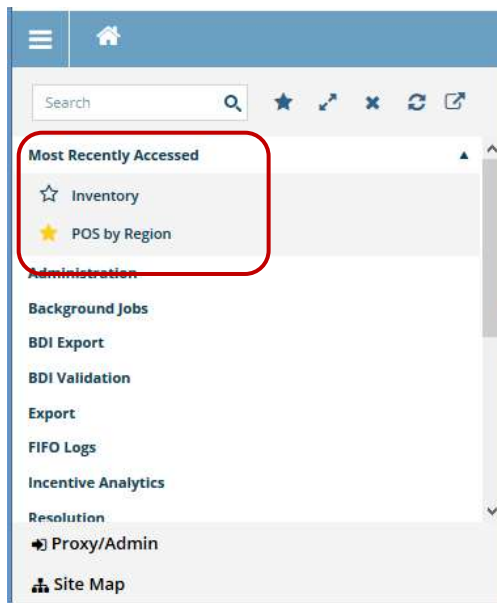 Search
Most Recently Accessed
Inventory
POS by Region
Administration
Background Jobs
BDI Export
BDI Validation
Export
FIFO Logs
Incentive Analytics
Resolution
Proxy/Admin
Site Map